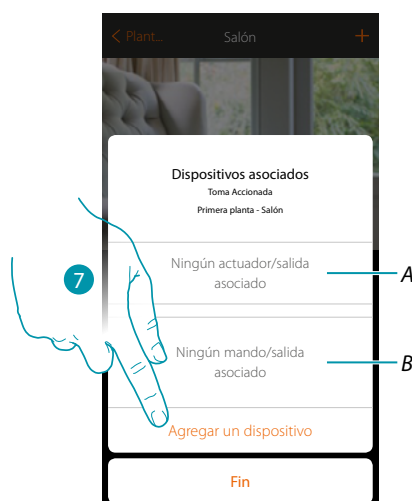 < Plant... Salón +
Dispositivos asociados
Toma Accionada
Primera planta - Salón
Ningún actuador/salida
asociado
A
7
Ningún mando/salida
asociado
B
Agregar un dispositivo
Fin